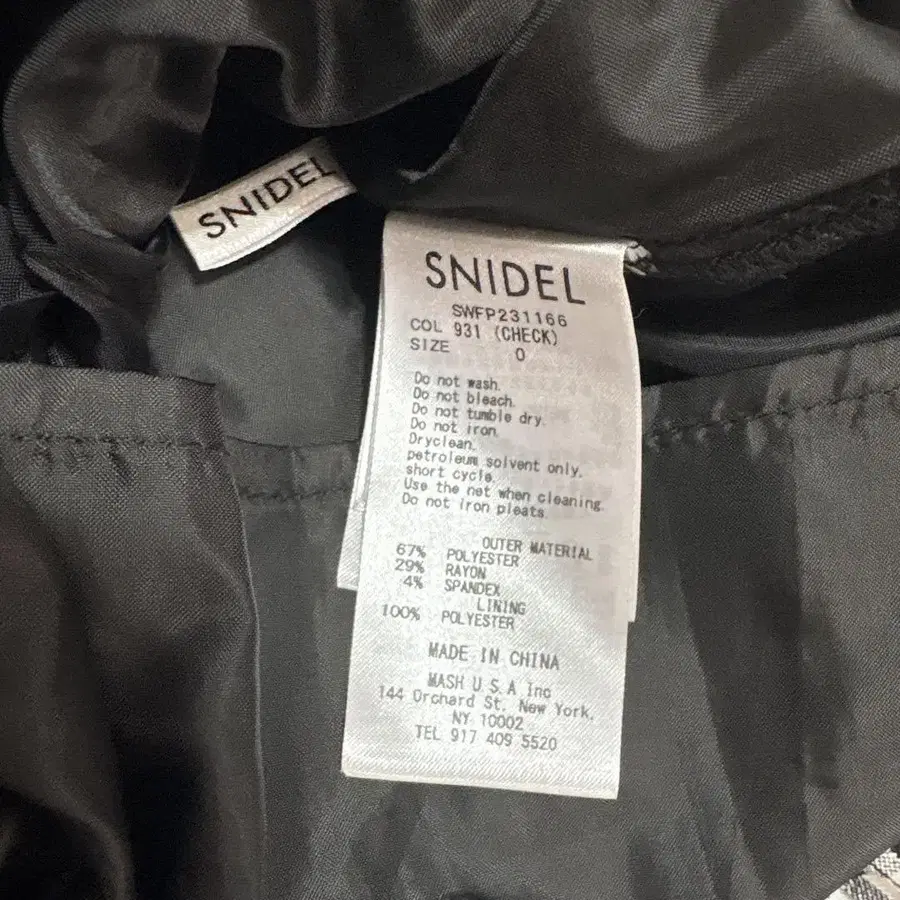 SNIDEL
SNIDEL
SWFP231166
COL 931 (CHECK)
SIZE 0
Do not wash.
Do not bleach.
Do not tumble dry.
Do not iron.
Dryclean.
petroleum solvent only.
short cycle.
Use the net when cleaning.
Do not iron pleats.
OUTER MATERIAL
67% POLYESTER
29% RAYON
4% SPANDEX
LINING
100% POLYESTER
MADE IN CHINA
MASH U.S.A Inc
144 Orchard St. New York,
NY 10002
TEL 917 409 5520